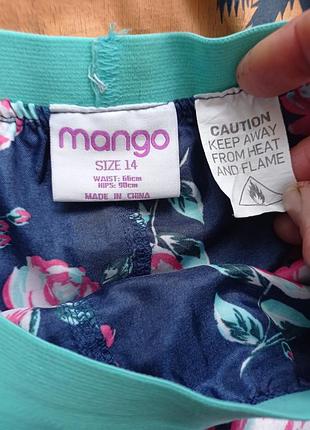 mango
SIZE 14
WAIST: 66cm
HIPS: 90cm
MADE IN CHINA
CAUTION
KEEP AWAY
FROM HEAT
AND FLAME